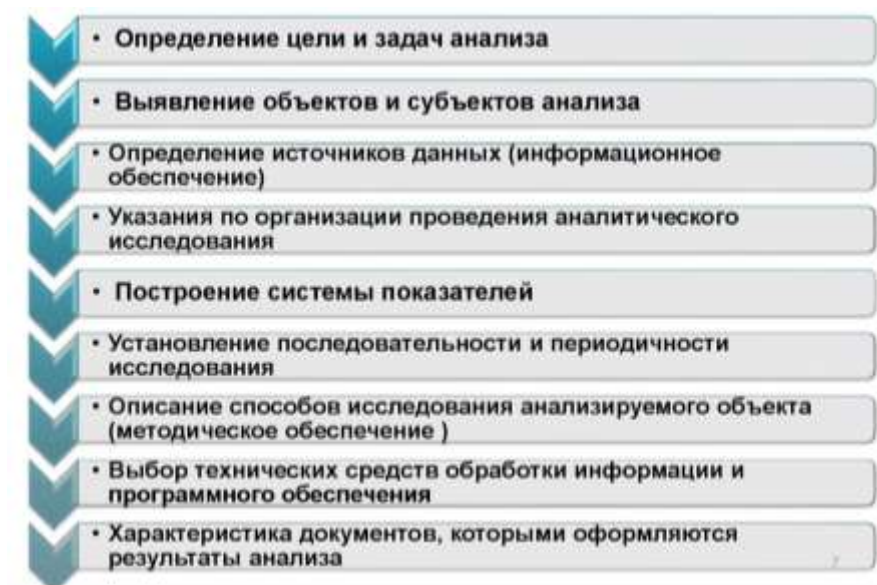 • Определение цели и задач анализа
• Выявление объектов и субъектов анализа
• Определение источников данных (информационное
обеспечение)
• Указания по организации проведения аналитического
исследования
• Построение системы показателей
• Установление последовательности и периодичности
исследования
• Описание способов исследования анализируемого объекта
(методическое обеспечение )
• Выбор технических средств обработки информации и
программного обеспечения
• Характеристика документов, которыми оформляются
результаты анализа
7